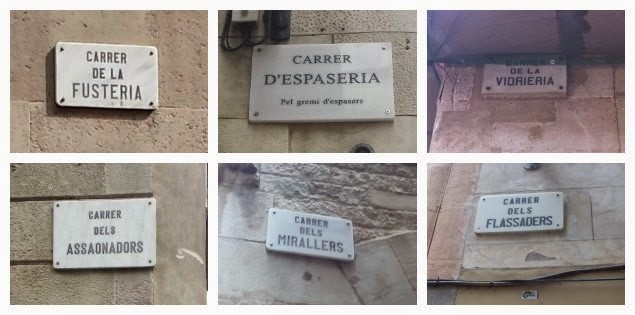 CARRER
DE LA
FUSTERIA
CARRER
D'ESPASERIA
Pel gremi d'espasers
CARRER
DE LA
VIDRIERIA
CARRER
DELS
ASSAONADORS
CARRER
DELS
MIRALLERS
CARRER
DELS
FLASSADERS